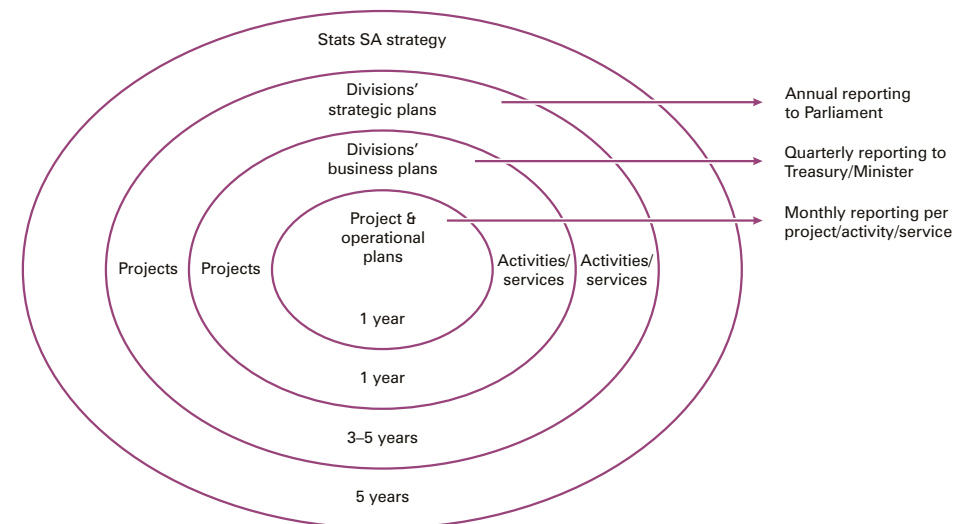 Stats SA strategy
Divisions’
strategic plans
Annual reporting
to Parliament
Divisions’
business plans
Quarterly reporting to
Treasury/Minister
Project &
operational
plans
Monthly reporting per
project/activity/service
Projects
Projects
Activities/
services
Activities/
services
1 year
1 year
3–5 years
5 years